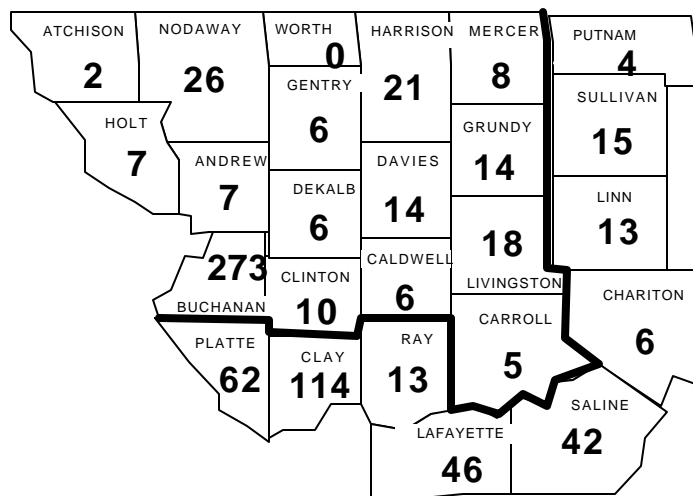 ATCHISON
2
NODAWAY
26
WORTH
0
HARRISON
21
MERCER
8
PUTNAM
4
GENTRY
6
SULLIVAN
15
HOLT
7
GRUNDY
14
ANDREW
7
DAVIES
14
DEKALB
6
LINN
13
273
BUCHANAN
CLINTON
10
CALDWELL
6
18
LIVINGSTON
CHARITON
6
CARROLL
5
PLATTE
62
CLAY
114
RAY
13
SALINE
42
LAFAYETTE
46